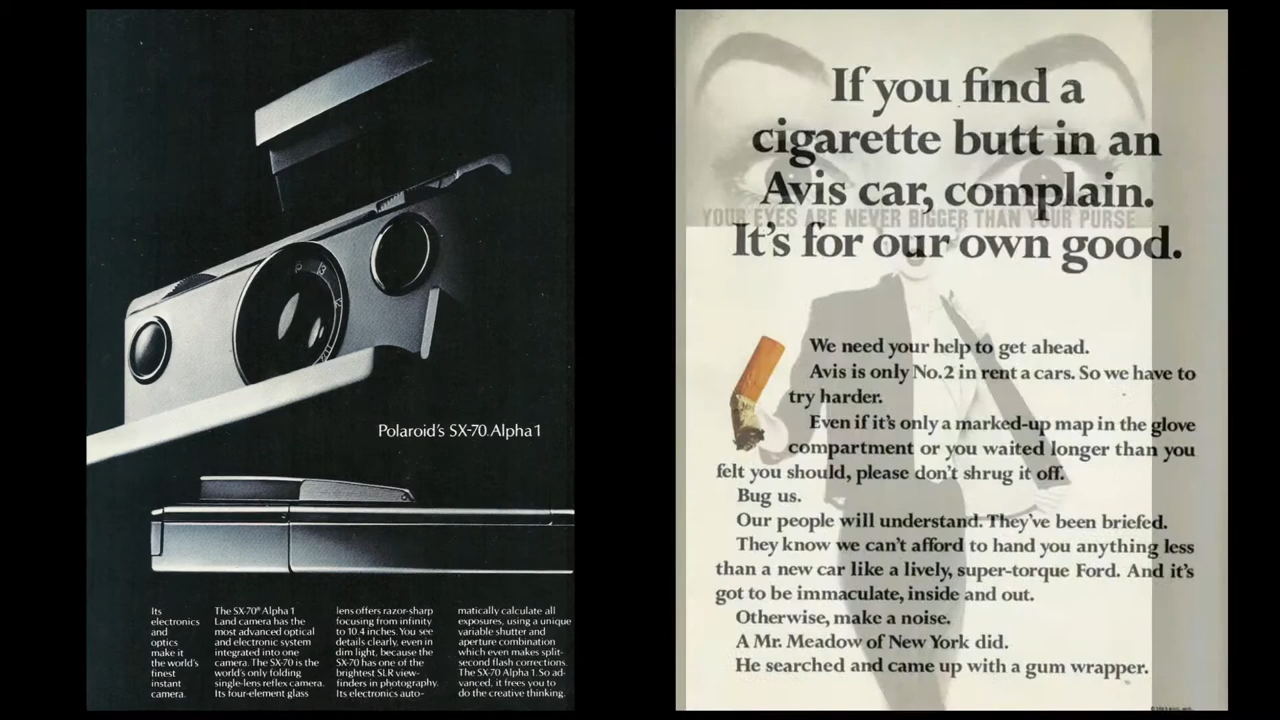 Polaroid's SX-70 Alpha 1
Its
electronics
and
optics
make it
the world's
finest
instant
camera.
The SX-70® Alpha 1
Land camera has the
most advanced optical
and electronic system
integrated into one
camera. The SX-70 is the
world's only folding
single-lens reflex camera.
Its four-element glass
lens offers razor-sharp
focusing from infinity
to 10.4 inches. You see
details clearly, even in
dim light, because the
SX-70 has one of the
brightest SLR view-
finders in photography.
Its electronics auto-
matically calculate all
exposures, using a unique
variable shutter and
aperture combination
which even makes split-
second flash corrections.
The SX-70 Alpha 1. So ad-
vanced, it frees you to
do the creative thinking.
If you find a
cigarette butt in an
Avis car, complain.
YOUR EYES ARE NEVER BIGGER THAN YOUR PURSE
It's for our own good.
We need your help to get ahead.
Avis is only No.2 in rent a cars. So we have to
try harder.
Even if it's only a marked-up map in the glove
compartment or you waited longer than you
felt you should, please don't shrug it off.
Bug us.
Our people will understand. They've been briefed.
They know we can't afford to hand you anything less
than a new car like a lively, super-torque Ford. And it's
got to be immaculate, inside and out.
Otherwise, make a noise.
A Mr. Meadow of New York did.
He searched and came up with a gum wrapper.